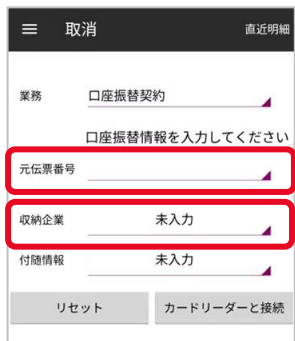 取消 直近明細
業務 口座振替契約
口座振替情報を入力してください
元伝票番号
収納企業 未入力
付随情報 未入力
リセット カードリーダーと接続